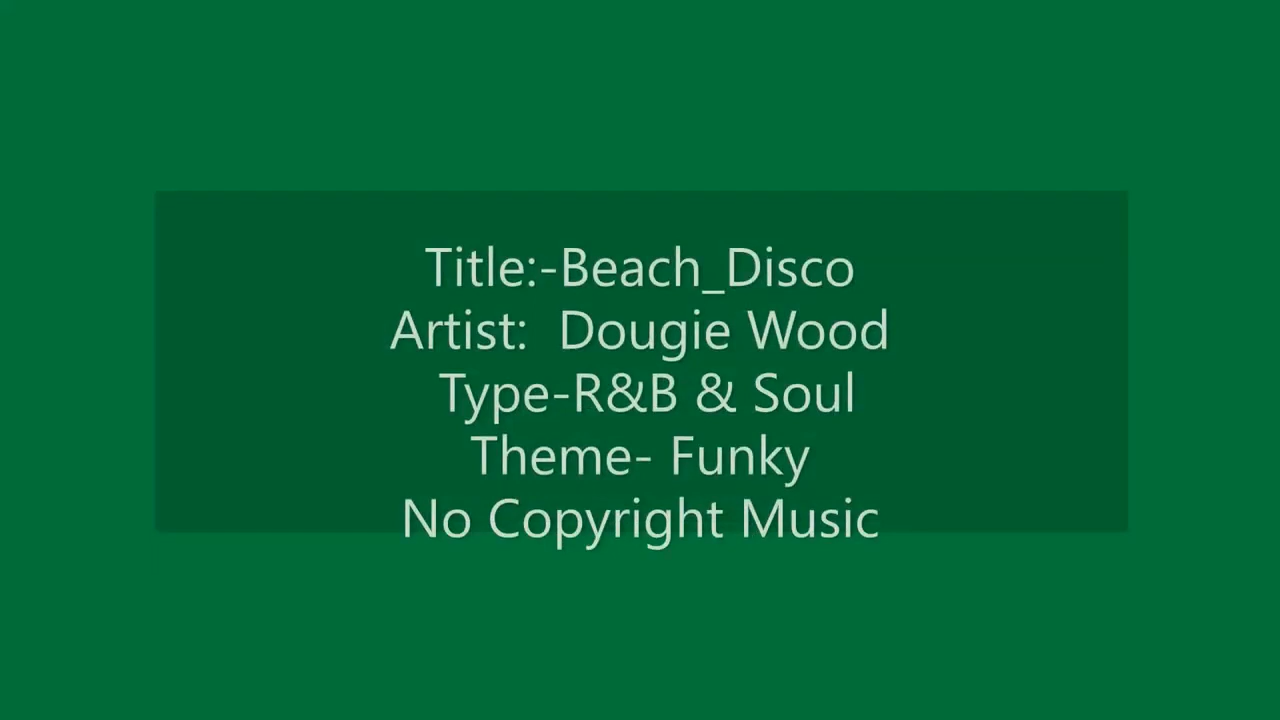 Title:-Beach_Disco
Artist:  Dougie Wood
Type-R&B & Soul
Theme- Funky
No Copyright Music